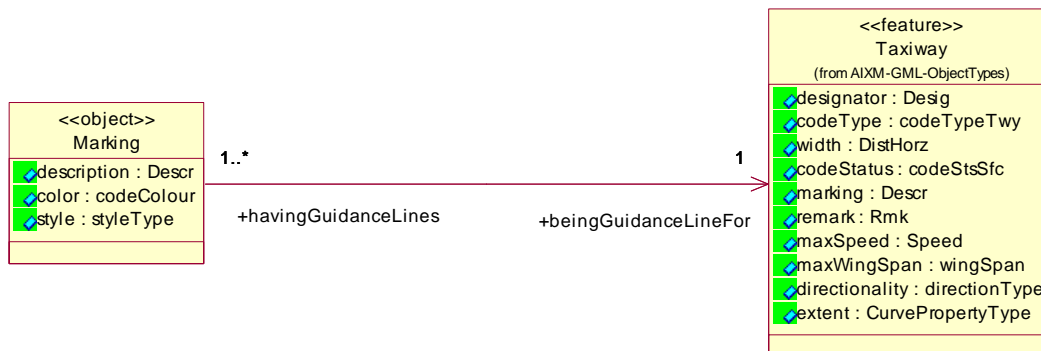 <<object>>
Marking
description : Descr
color : codeColour
style : styleType
1..*
+havingGuidanceLines
1
+beingGuidanceLineFor
<<feature>>
Taxiway
(from AIXM-GML-ObjectTypes)
designator : Desig
codeType : codeTypeTwy
width : DistHorz
codeStatus : codeStsSfc
marking : Descr
remark : Rmk
maxSpeed : Speed
maxWingSpan : wingSpan
directionality : directionType
extent : CurvePropertyType